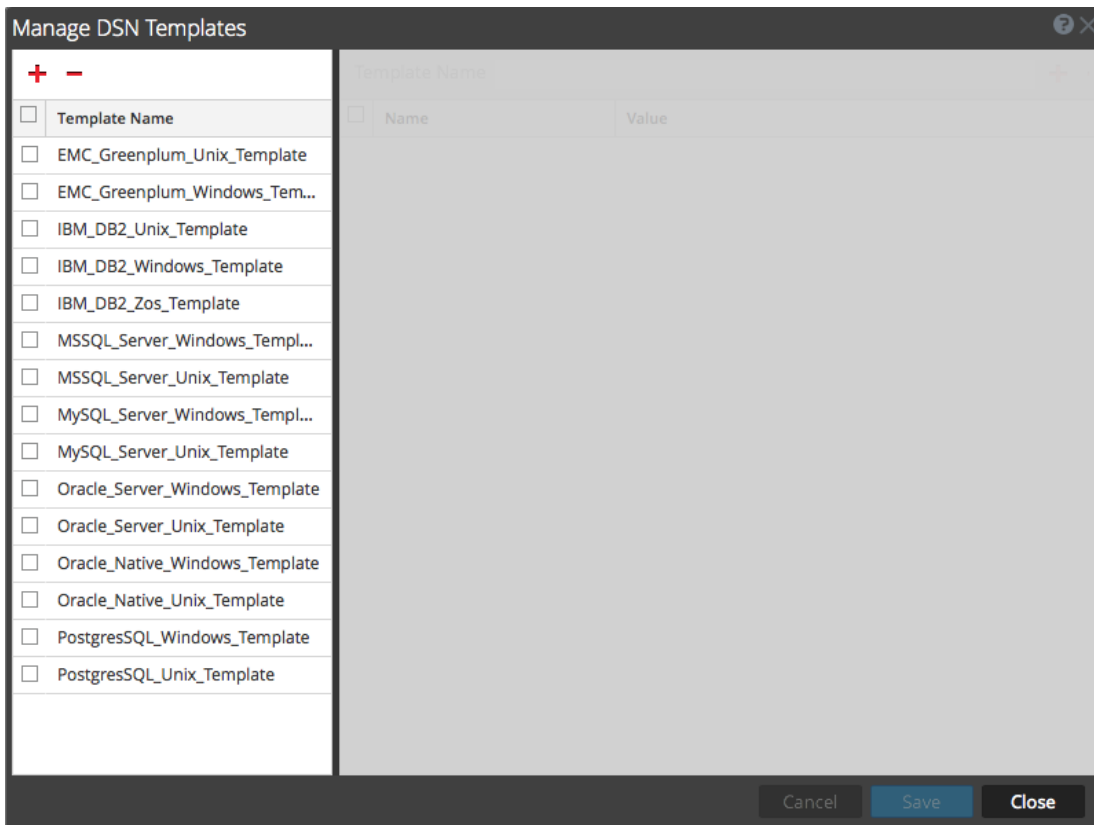 Manage DSN Templates
Template Name
Template Name
Name Value
EMC_Greenplum_Unix_Template
EMC_Greenplum_Windows_Tem...
IBM_DB2_Unix_Template
IBM_DB2_Windows_Template
IBM_DB2_Zos_Template
MSSQL_Server_Windows_Templ...
MSSQL_Server_Unix_Template
MySQL_Server_Windows_Templ...
MySQL_Server_Unix_Template
Oracle_Server_Windows_Template
Oracle_Server_Unix_Template
Oracle_Native_Windows_Template
Oracle_Native_Unix_Template
PostgresSQL_Windows_Template
PostgresSQL_Unix_Template
Cancel Save Close